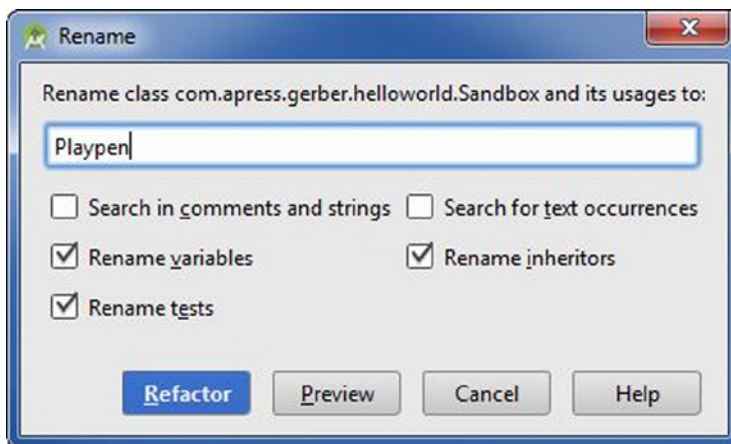 Rename
Rename class com.apress.gerber.helloworld.Sandbox and its usages to:
Playpen
Search in comments and strings Search for text occurrences
Rename variables Rename inheritors
Rename tests
Refactor Preview Cancel Help